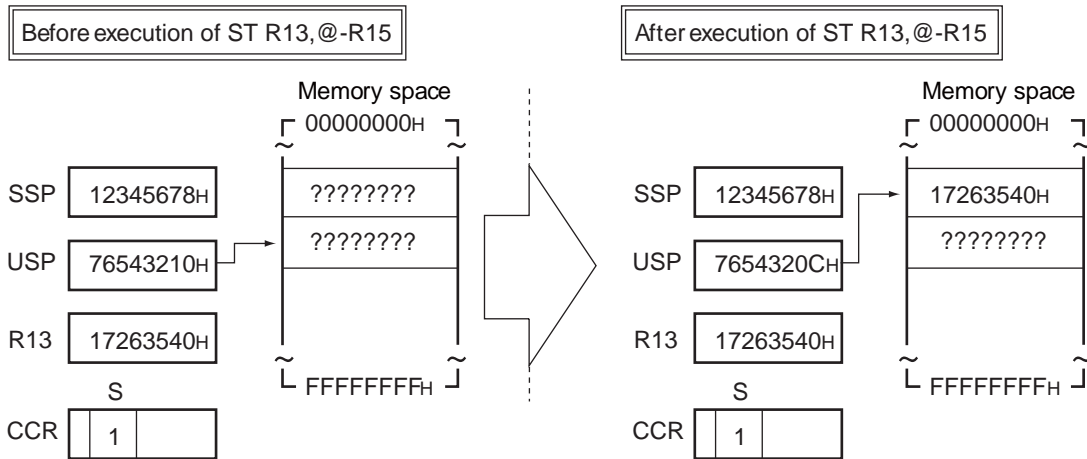 Before execution of ST R13,@-R15
Memory space
00000000H
SSP 12345678H ????????
USP 76543210H ????????
R13 17263540H
FFFFFFFFH
S
CCR 1
After execution of ST R13,@-R15
Memory space
00000000H
SSP 12345678H 17263540H
USP 7654320CH ????????
R13 17263540H
FFFFFFFFH
S
CCR 1